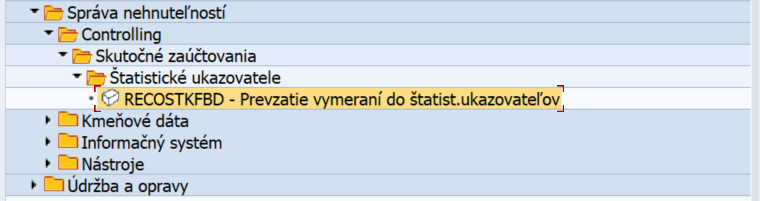 Správa nehnuteľností
Controlling
Skutočné zaúčtovania
Štatistické ukazovatele
RECOSTKFBD - Prevzatie vymeraní do štatist.ukazovateľov
Kmeňové dáta
Informačný systém
Nástroje
Údržba a opravy